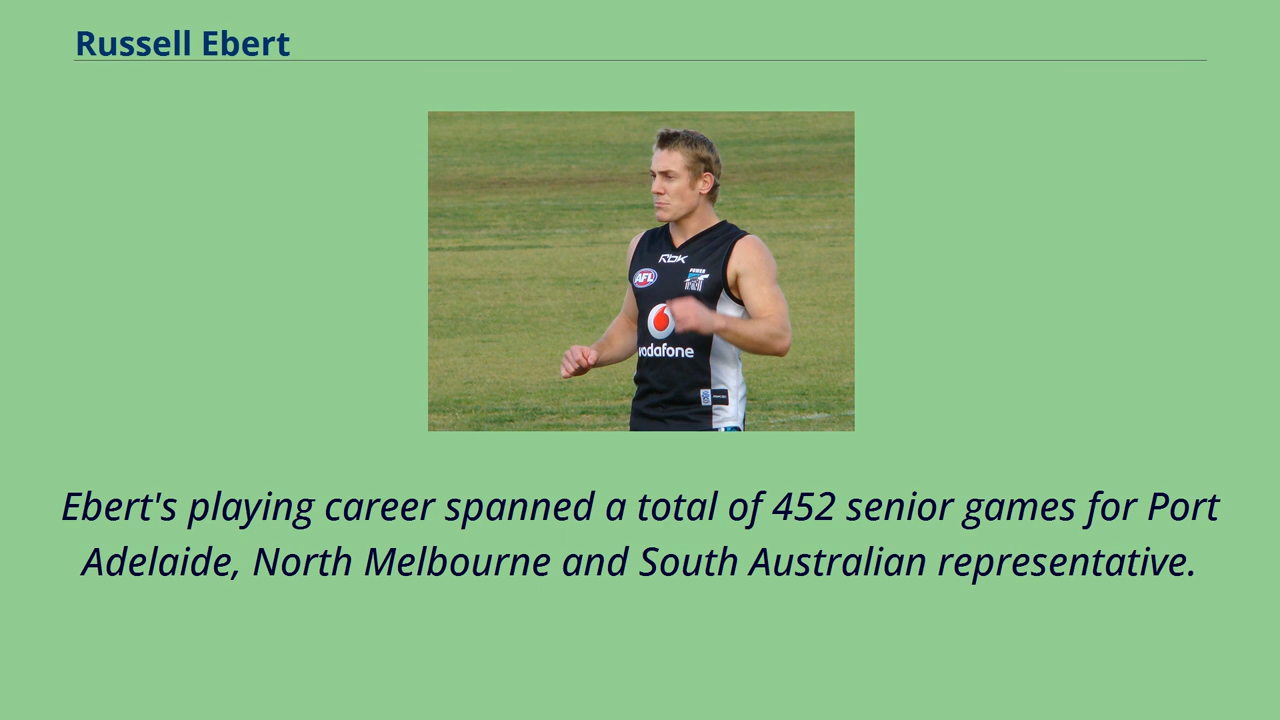 Russell Ebert
RBK
AFL
POWER
vodafone
Ebert's playing career spanned a total of 452 senior games for Port
Adelaide, North Melbourne and South Australian representative.